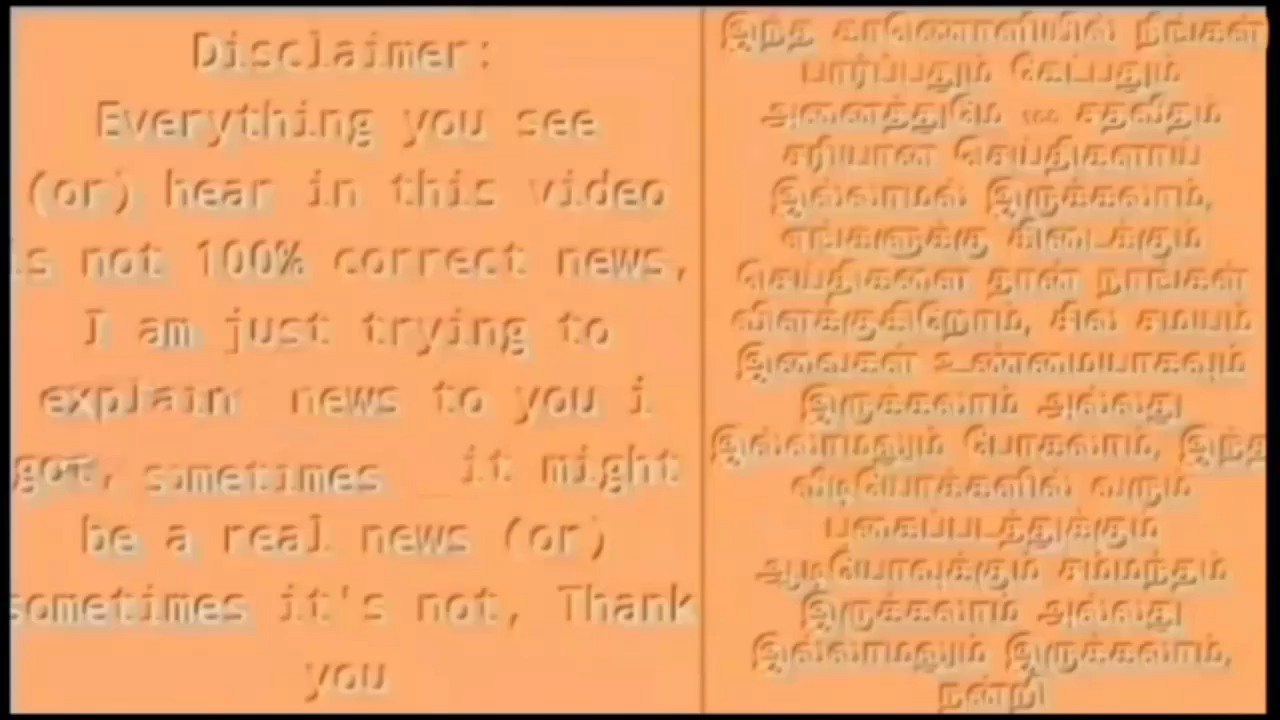 Disclaimer:
Everything you see
(or) hear in this video
is not 100% correct news,
I am just trying to
explain news to you i
got, sometimes it might
be a real news (or)
sometimes it's not, Thank
you
இந்த காணொளியில் நீங்கள்
பார்ப்பதும் கேட்பதும்
அனைத்துமே 100 சதவீதம்
சரியான செய்திகளாய்
இல்லாமல் இருக்கலாம்,
எங்களுக்கு கிடைக்கும்
செய்திகளை தான் நாங்கள்
விளக்குகிறோம், சில சமயம்
இவைகள் உண்மையாகவும்
இருக்கலாம் அல்லது
இல்லாமலும் போகலாம், இந்த
வீடியோக்களில் வரும்
பகைப்படத்துக்கும்
ஆடியோவுக்கும் சம்மந்தம்
இருக்கலாம் அல்லது
இல்லாமலும் இருக்கலாம்,
நன்றி